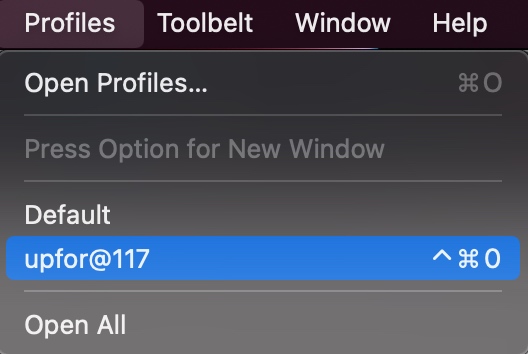 Profiles Toolbelt Window Help
Open Profiles... ⌘O
Press Option for New Window
Default
upfor@117 ^⌘0
Open All